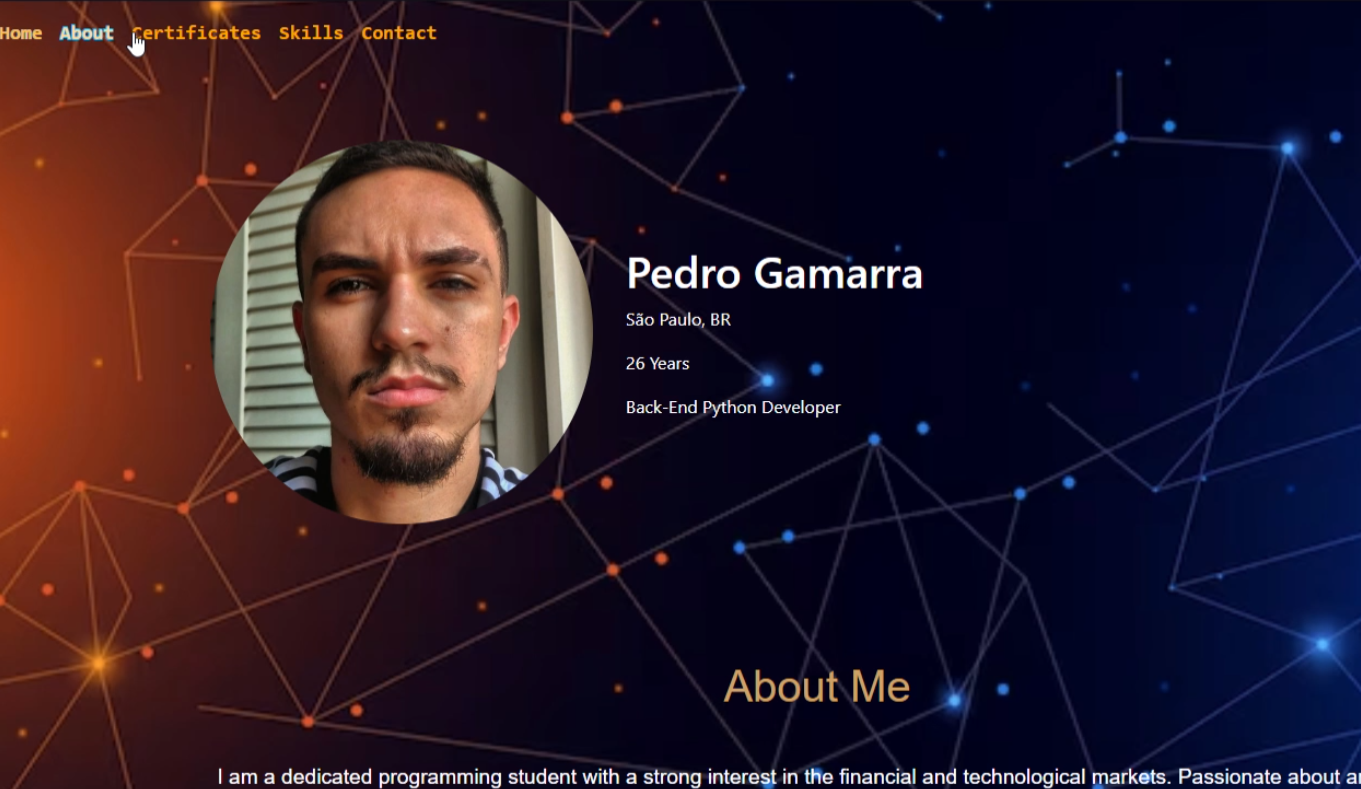 Home About Certificates Skills Contact
Pedro Gamarra
São Paulo, BR
26 Years
Back-End Python Developer
About Me
I am a dedicated programming student with a strong interest in the financial and technological markets. Passionate about